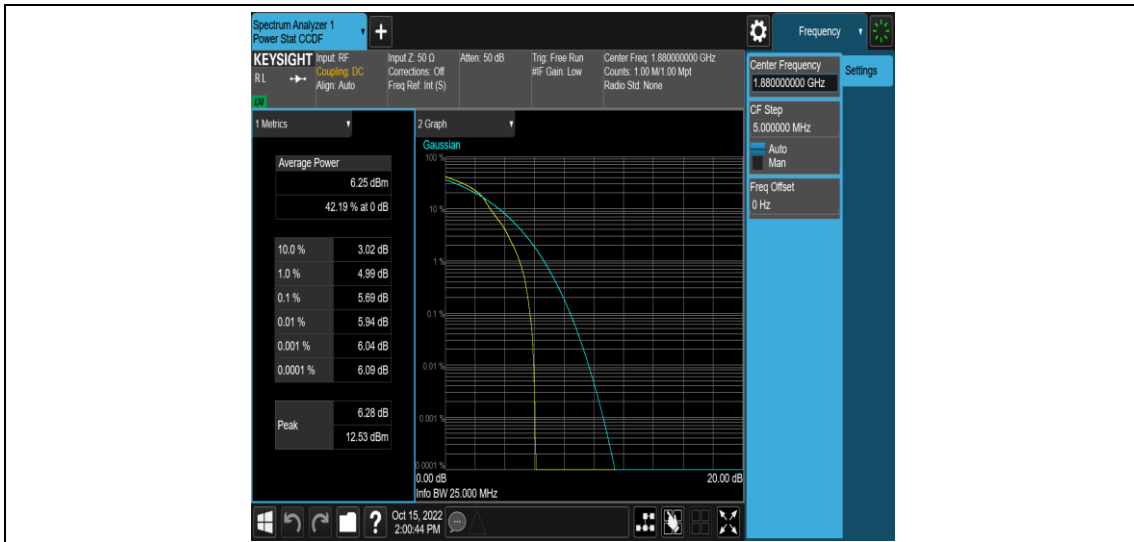 Spectrum Analyzer 1
Power Stat CCDF
+
Frequency
KEYSIGHT
RL
LXI
Input: RF
Coupling: DC
Align: Auto
Input Z: 50 Ω
Corrections: Off
Freq Ref: Int (S)
Atten: 50 dB
Trig: Free Run
#IF Gain: Low
Center Freq: 1.880000000 GHz
Counts: 1.00 M/1.00 Mpt
Radio Std: None
Center Frequency
1.880000000 GHz
Settings
CF Step
5.000000 MHz
Auto
Man
Freq Offset
0 Hz
1 Metrics
Average Power
6.25 dBm
42.19 % at 0 dB
10.0 % 3.02 dB
1.0 % 4.99 dB
0.1 % 5.69 dB
0.01 % 5.94 dB
0.001 % 6.04 dB
0.0001 % 6.09 dB
Peak
6.28 dB
12.53 dBm
2 Graph
Gaussian
100 %
10 %
1 %
0.1 %
0.01 %
0.001 %
0.0001 %
0.00 dB 20.00 dB
Info BW 25.000 MHz
?
Oct 15, 2022
2:00:44 PM